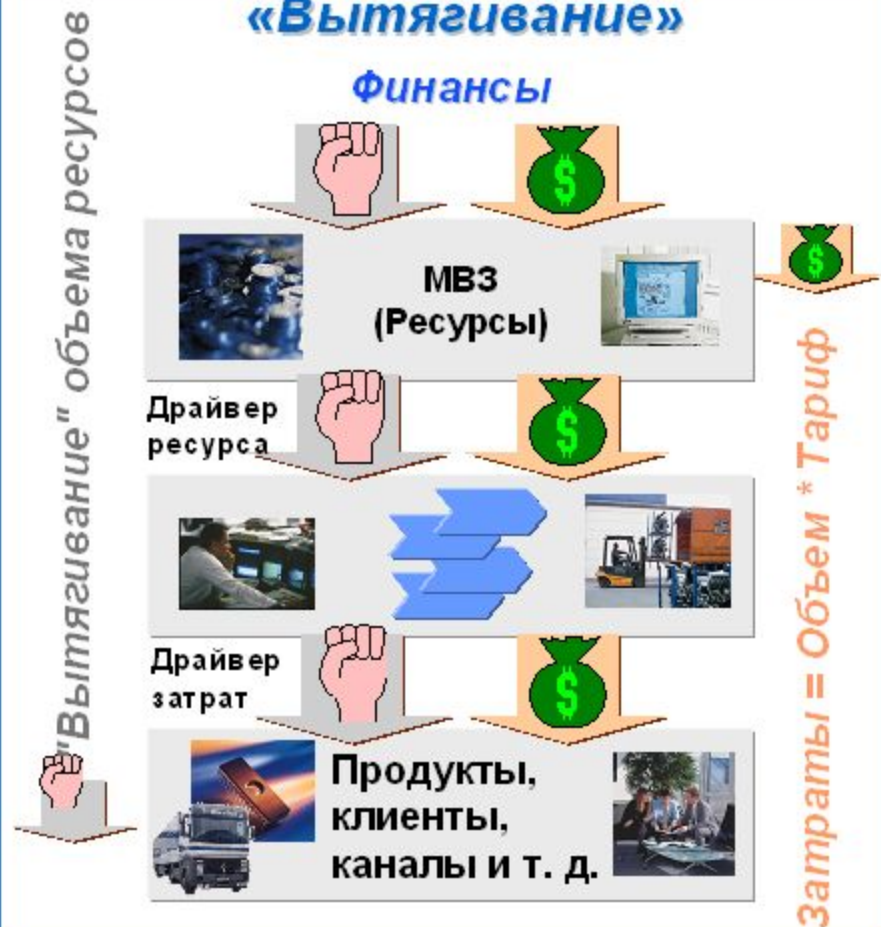 «Вытягивание»
Финансы
"Вытягивание" объема ресурсов
МВЗ
(Ресурсы)
Драйвер
ресурса
Затраты = Объем * Тариф
Драйвер
затрат
Продукты,
клиенты,
каналы и т. д.